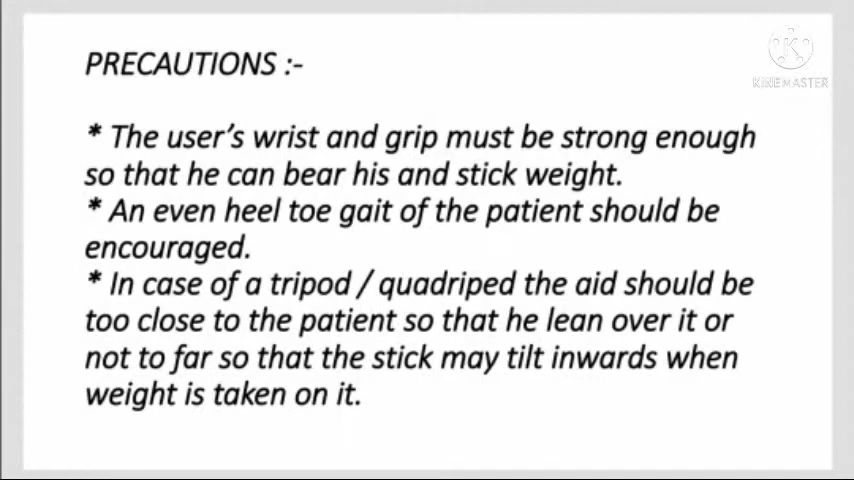 PRECAUTIONS :-
KINEMASTER
* The user's wrist and grip must be strong enough
so that he can bear his and stick weight.
* An even heel toe gait of the patient should be
encouraged.
* In case of a tripod / quadriped the aid should be
too close to the patient so that he lean over it or
not to far so that the stick may tilt inwards when
weight is taken on it.